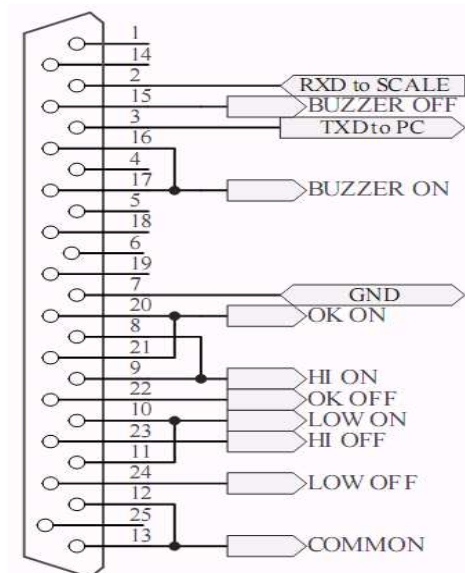 1
14
2 RXD to SCALE
15 BUZZER OFF
3 TXD to PC
16
4
17 BUZZER ON
5
18
6
19
7 GND
20 OK ON
8
21
9 HI ON
22 OK OFF
10 LOW ON
23 HI OFF
11
24 LOW OFF
12
25
13 COMMON